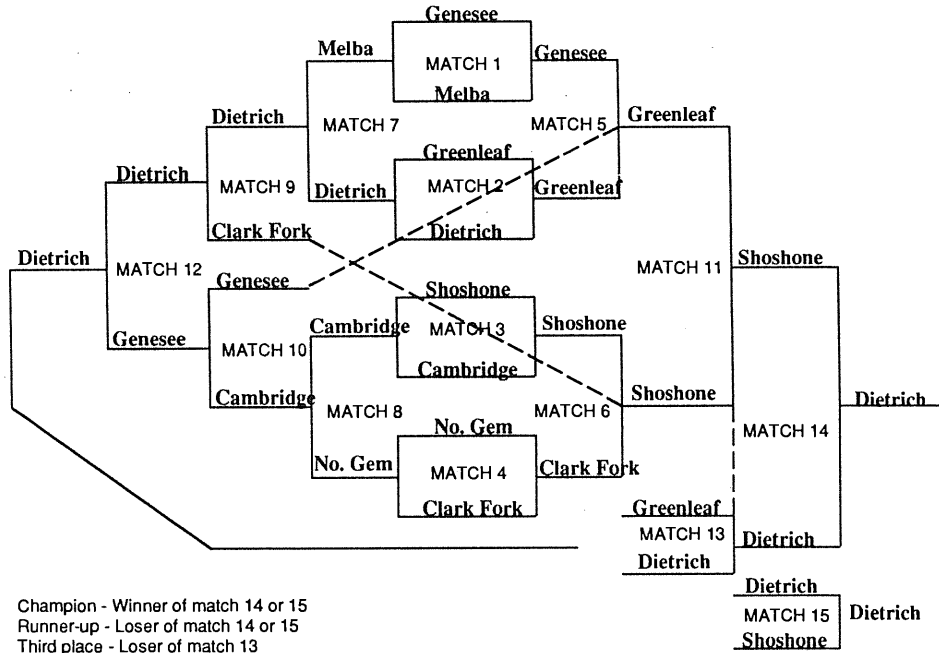 Genesee
Melba
MATCH 1
Genesee
Melba
Dietrich
MATCH 7
MATCH 5
Greenleaf
Greenleaf
Dietrich
MATCH 9
Dietrich
MATCH 2
Greenleaf
Clark Fork
Dietrich
Dietrich
MATCH 12
MATCH 11
Shoshone
Genesee
Shoshone
Cambridge
MATCH 3
Shoshone
Genesee
MATCH 10
Cambridge
Cambridge
MATCH 8
MATCH 6
Shoshone
Dietrich
No. Gem
MATCH 14
No. Gem
MATCH 4
Clark Fork
Clark Fork
Greenleaf
MATCH 13
Dietrich
Dietrich
Dietrich
MATCH 15
Dietrich
Shoshone
Champion - Winner of match 14 or 15
Runner-up - Loser of match 14 or 15
Third place - Loser of match 13